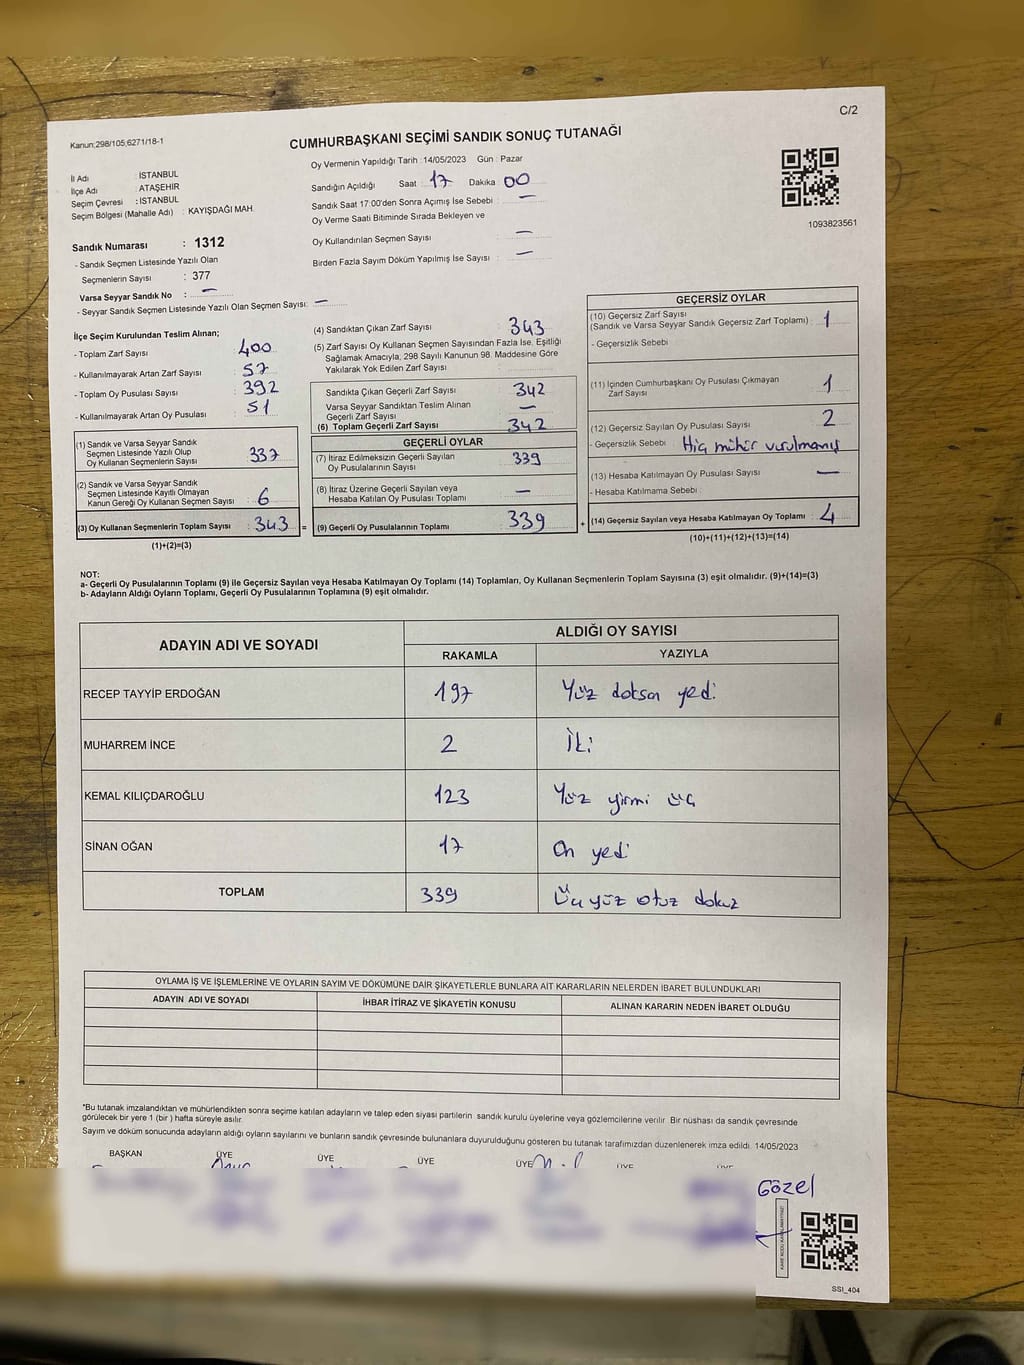 C/2
Kanun:298/105,6271/18-1
CUMHURBAŞKANI SEÇİMİ SANDIK SONUÇ TUTANAĞI
İl Adı : İSTANBUL
İlçe Adı : ATAŞEHİR
Seçim Çevresi : İSTANBUL
Seçim Bölgesi (Mahalle Adı) : KAYIŞDAĞI MAH.
Oy Vermenin Yapıldığı Tarih : 14/05/2023 Gün : Pazar
Sandığın Açıldığı Saat : 17 Dakika : 00
Sandık Saat 17:00'den Sonra Açımış İse Sebebi : —
Oy Verme Saati Bitiminde Sırada Bekleyen ve
Oy Kullandırılan Seçmen Sayısı : —
Birden Fazla Sayım Döküm Yapılmış İse Sayısı : —
1093823561
Sandık Numarası : 1312
- Sandık Seçmen Listesinde Yazılı Olan
Seçmenlerin Sayısı : 377
Varsa Seyyar Sandık No : —
- Seyyar Sandık Seçmen Listesinde Yazılı Olan Seçmen Sayısı: —
İlçe Seçim Kurulundan Teslim Alınan;
- Toplam Zarf Sayısı : 400
- Kullanılmayarak Artan Zarf Sayısı : 57
- Toplam Oy Pusulası Sayısı : 392
- Kullanılmayarak Artan Oy Pusulası : 51
(1) Sandık ve Varsa Seyyar Sandık
Seçmen Listesinde Yazılı Olup
Oy Kullanan Seçmenlerin Sayısı : 337
(2) Sandık ve Varsa Seyyar Sandık
Seçmen Listesinde Kayıtlı Olmayan
Kanun Gereği Oy Kullanan Seçmen Sayısı : 6
(3) Oy Kullanan Seçmenlerin Toplam Sayısı : 343 =
(1)+(2)=(3)
(4) Sandıktan Çıkan Zarf Sayısı : 343
(5) Zarf Sayısı Oy Kullanan Seçmen Sayısından Fazla İse, Eşitliği
Sağlamak Amacıyla, 298 Sayılı Kanunun 98. Maddesine Göre
Yakılarak Yok Edilen Zarf Sayısı :
Sandıkta Çıkan Geçerli Zarf Sayısı : 342
Varsa Seyyar Sandıktan Teslim Alınan
Geçerli Zarf Sayısı : —
(6) Toplam Geçerli Zarf Sayısı : 342
GEÇERLİ OYLAR
(7) İtiraz Edilmeksizin Geçerli Sayılan
Oy Pusulalarının Sayısı : 339
(8) İtiraz Üzerine Geçerli Sayılan veya
Hesaba Katılan Oy Pusulası Toplamı : —
(9) Geçerli Oy Pusulalarının Toplamı : 339 +
GEÇERSİZ OYLAR
(10) Geçersiz Zarf Sayısı
(Sandık ve Varsa Seyyar Sandık Geçersiz Zarf Toplamı) : 1
- Geçersizlik Sebebi :
(11) İçinden Cumhurbaşkanı Oy Pusulası Çıkmayan
Zarf Sayısı : 1
(12) Geçersiz Sayılan Oy Pusulası Sayısı : 2
- Geçersizlik Sebebi : Hiç mühür vurulmamış
(13) Hesaba Katılmayan Oy Pusulası Sayısı : —
- Hesaba Katılmama Sebebi :
(14) Geçersiz Sayılan veya Hesaba Katılmayan Oy Toplamı : 4
(10)+(11)+(12)+(13)=(14)
NOT:
a- Geçerli Oy Pusulalarının Toplamı (9) ile Geçersiz Sayılan veya Hesaba Katılmayan Oy Toplamı (14) Toplamları, Oy Kullanan Seçmenlerin Toplam Sayısına (3) eşit olmalıdır. (9)+(14)=(3)
b- Adayların Aldığı Oyların Toplamı, Geçerli Oy Pusulalarının Toplamına (9) eşit olmalıdır.
ADAYIN ADI VE SOYADI ALDIĞI OY SAYISI
RAKAMLA YAZIYLA
RECEP TAYYİP ERDOĞAN 197 Yüz doksan yedi
MUHARREM İNCE 2 İki
KEMAL KILIÇDAROĞLU 123 Yüz yirmi üç
SİNAN OĞAN 17 On yedi
TOPLAM 339 Üç yüz otuz dokuz
OYLAMA İŞ VE İŞLEMLERİNE VE OYLARIN SAYIM VE DÖKÜMÜNE DAİR ŞİKAYETLERLE BUNLARA AİT KARARLARIN NELERDEN İBARET BULUNDUKLARI
ADAYIN ADI VE SOYADI İHBAR İTİRAZ VE ŞİKAYETİN KONUSU ALINAN KARARIN NEDEN İBARET OLDUĞU
*Bu tutanak imzalandıktan ve mühürlendikten sonra seçime katılan adayların ve talep eden siyasi partilerin sandık kurulu üyelerine veya gözlemcilerine verilir. Bir nüshası da sandık çevresinde
görülecek bir yere 1 (bir ) hafta süreyle asılır.
Sayım ve döküm sonucunda adayların aldığı oyların sayılarını ve bunların sandık çevresinde bulunanlara duyurulduğunu gösteren bu tutanak tarafımızdan düzenlenerek imza edildi. 14/05/2023
BAŞKAN ÜYE ÜYE ÜYE ÜYE ÜYE ÜYE
Gözel
SSI_404